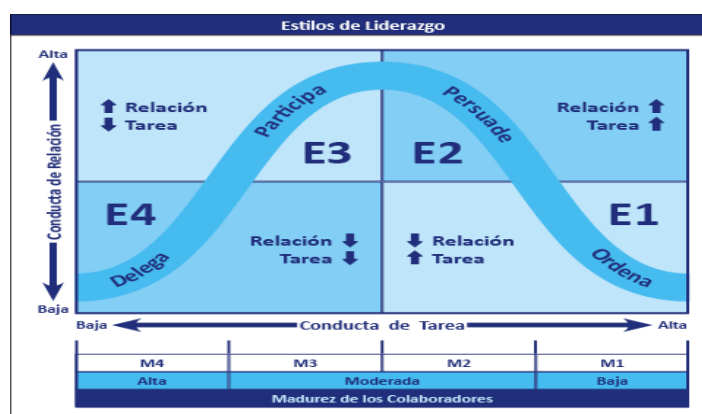 Estilos de Liderazgo
Alta
Conducta de Relación
Baja
Relación
Tarea
Participa
Persuade
Relación
Tarea
E3
E2
E4
E1
Relación
Tarea
Relación
Tarea
Delega
Ordena
Baja
Conducta de Tarea
Alta
M4 M3 M2 M1
Alta Moderada Baja
Madurez de los Colaboradores